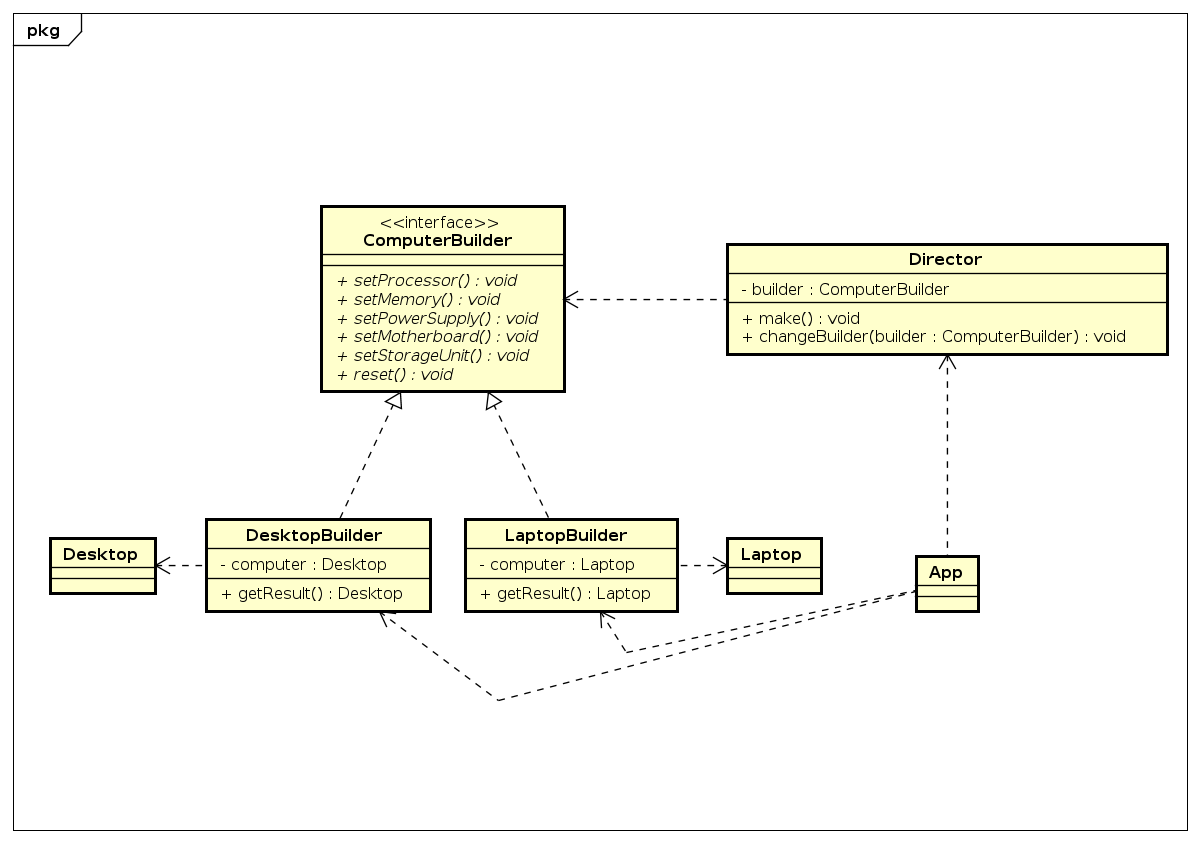 pkg
<<interface>>
ComputerBuilder
+ setProcessor() : void
+ setMemory() : void
+ setPowerSupply() : void
+ setMotherboard() : void
+ setStorageUnit() : void
+ reset() : void
Director
- builder : ComputerBuilder
+ make() : void
+ changeBuilder(builder : ComputerBuilder) : void
Desktop
DesktopBuilder
- computer : Desktop
+ getResult() : Desktop
LaptopBuilder
- computer : Laptop
+ getResult() : Laptop
Laptop
App